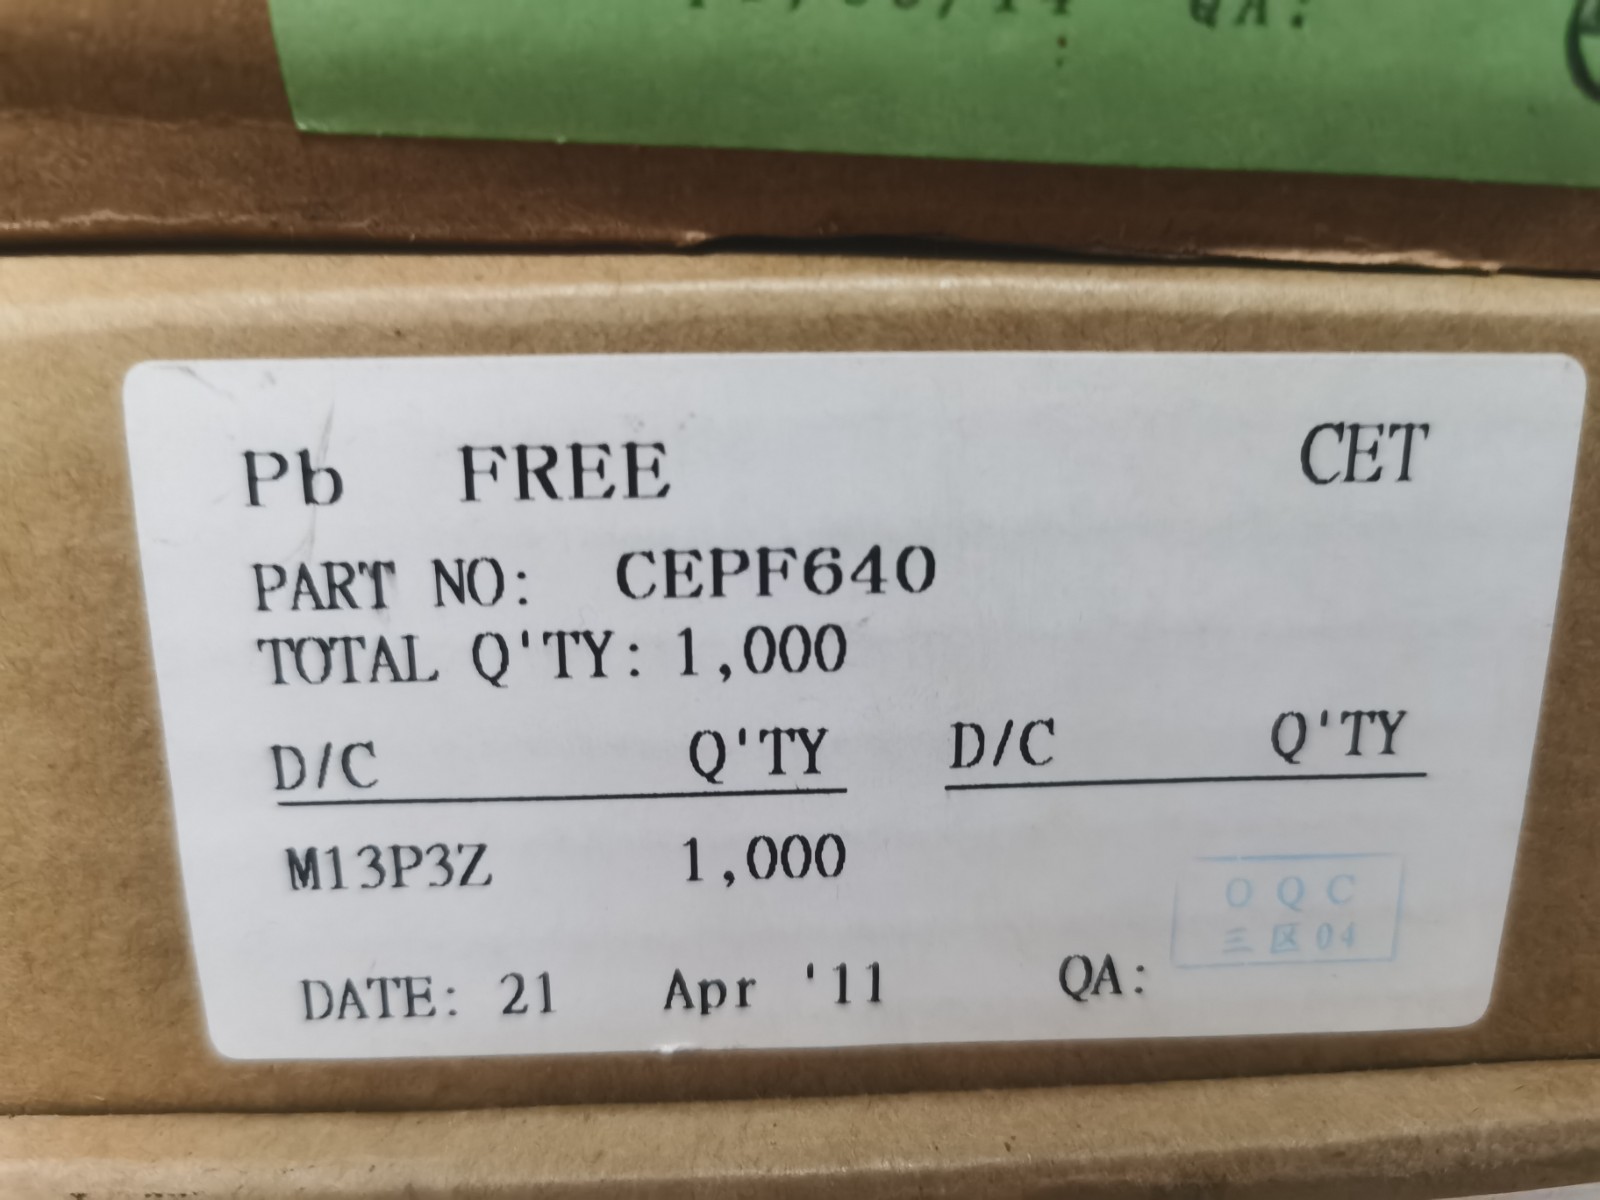 QA:
Pb FREE CET
PART NO: CEPF640
TOTAL Q'TY: 1,000
D/C Q'TY D/C Q'TY
M13P3Z 1,000
OQC
三区04
DATE: 21 Apr '11 QA: